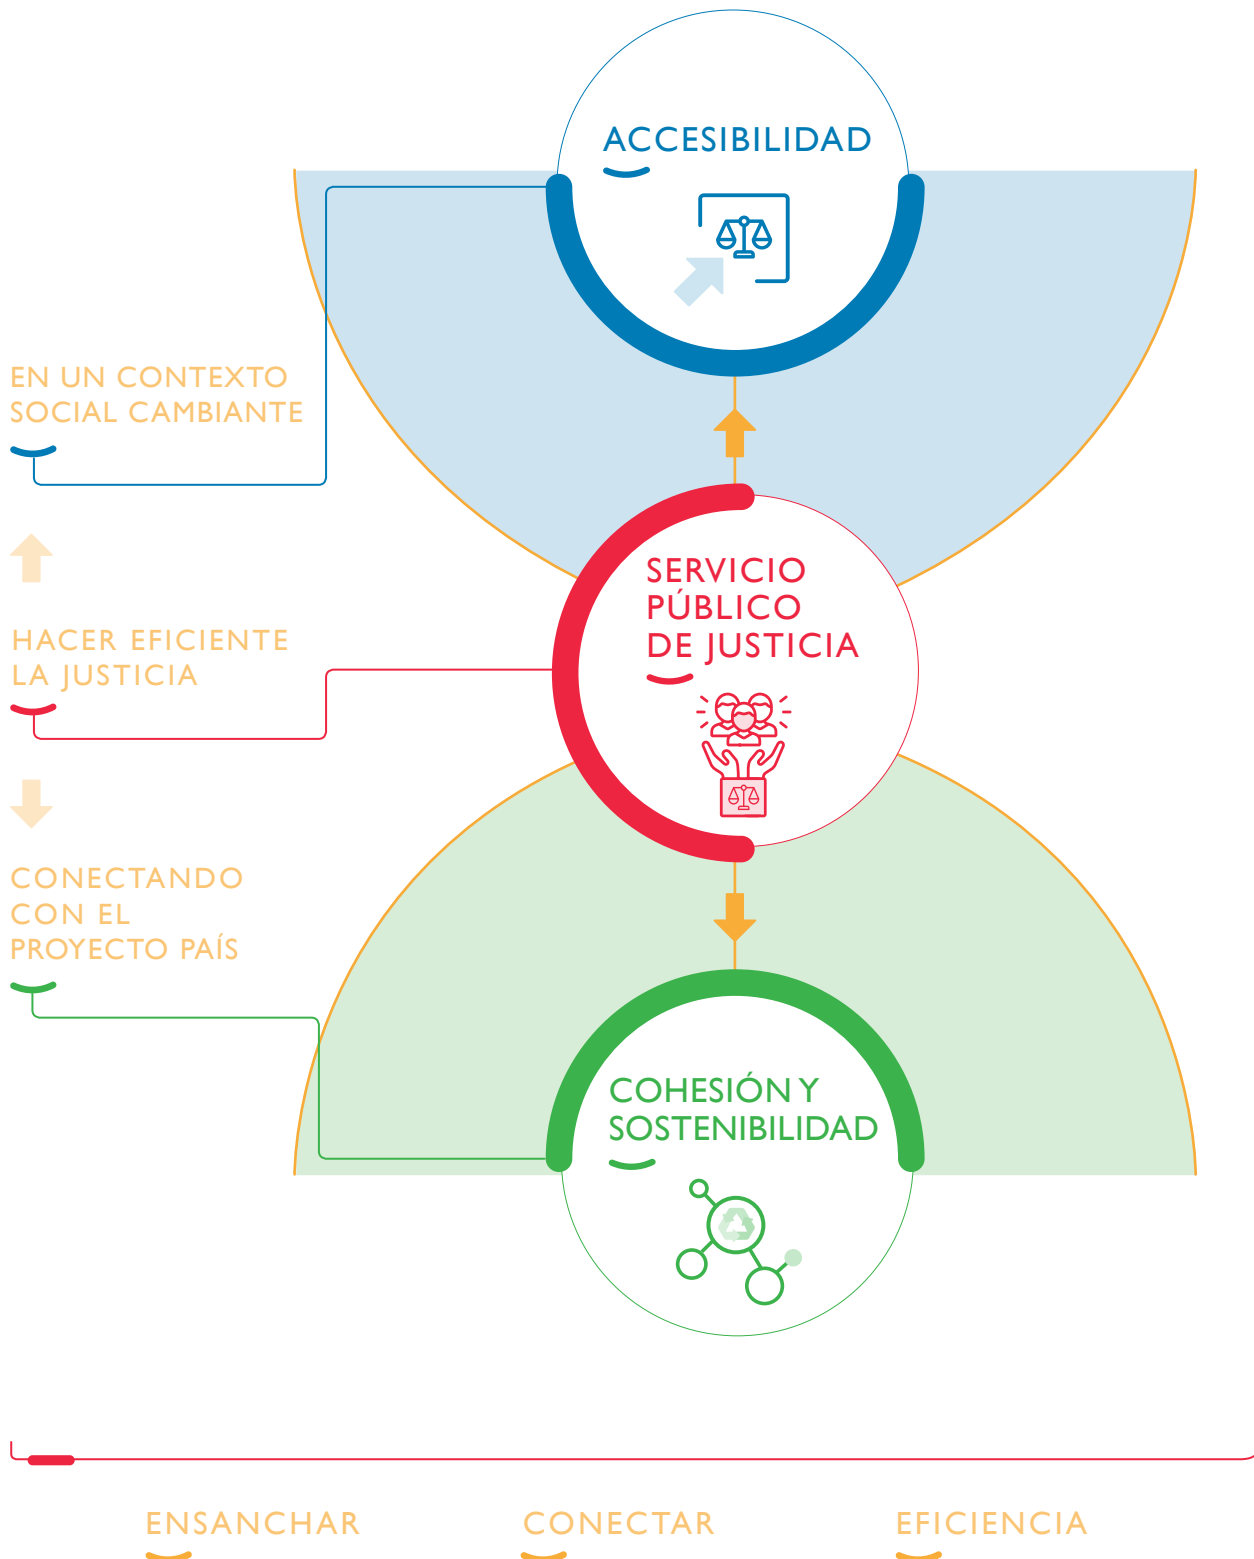 ACCESIBILIDAD
EN UN CONTEXTO
SOCIAL CAMBIANTE
SERVICIO
PÚBLICO
DE JUSTICIA
HACER EFICIENTE
LA JUSTICIA
CONECTANDO
CON EL
PROYECTO PAÍS
COHESIÓN Y
SOSTENIBILIDAD
ENSANCHAR
CONECTAR
EFICIENCIA